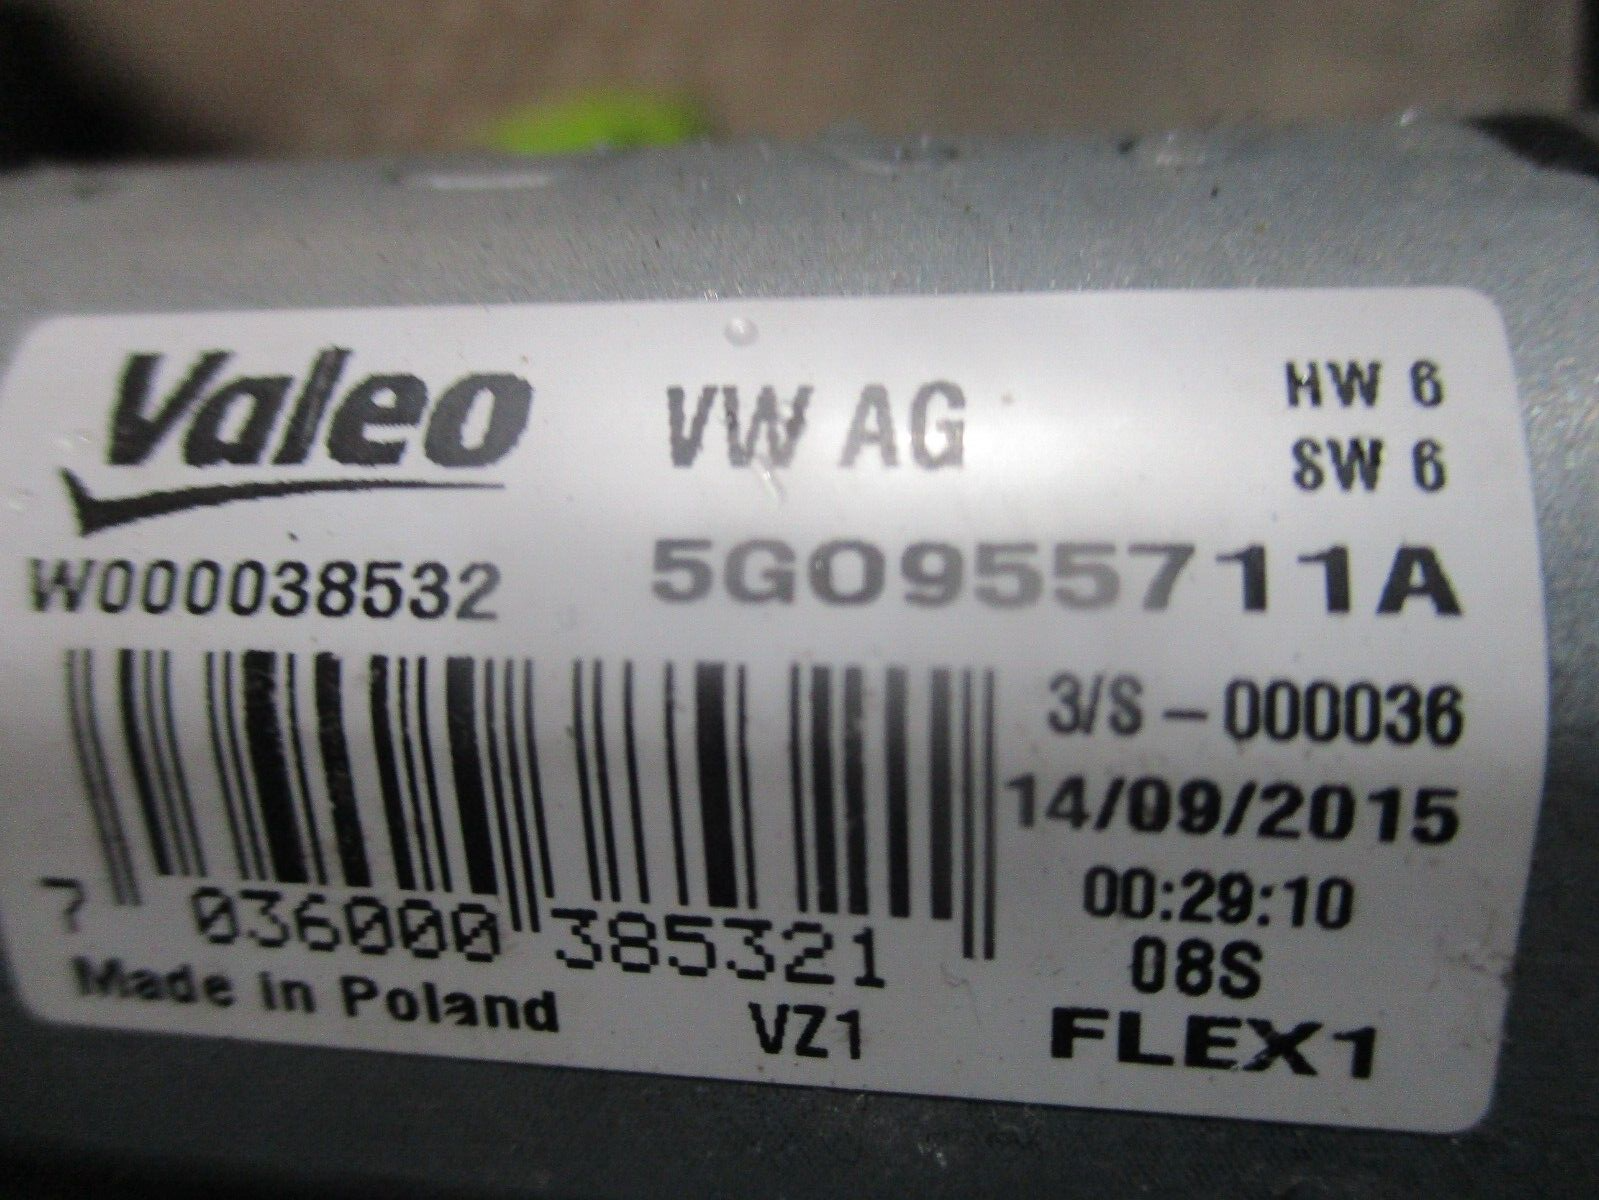 Valeo
VW AG
HW 6
SW 6
W000038532
5G0955711A
3/S - 000036
14/09/2015
00:29:10
08S
FLEX1
7 036000 385321
Made in Poland
VZ1